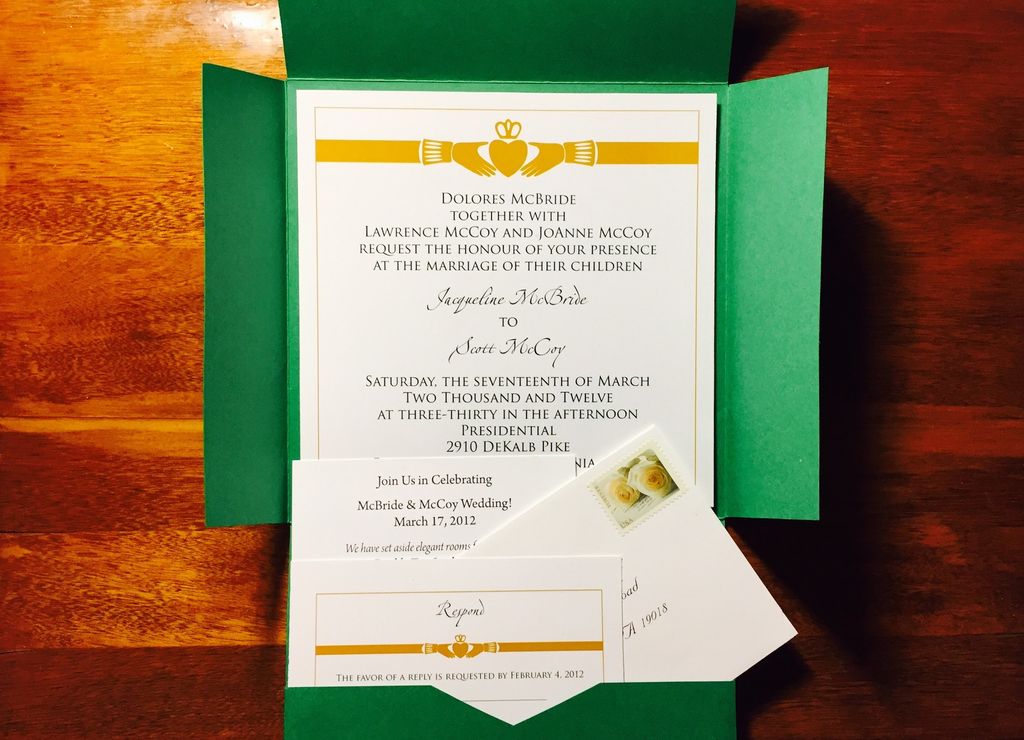 DOLORES MCBRIDE
TOGETHER WITH
LAWRENCE MCCOY AND JOANNE MCCOY
REQUEST THE HONOUR OF YOUR PRESENCE
AT THE MARRIAGE OF THEIR CHILDREN
Jacqueline McBride
TO
Scott McCoy
SATURDAY, THE SEVENTEENTH OF MARCH
TWO THOUSAND AND TWELVE
AT THREE-THIRTY IN THE AFTERNOON
PRESIDENTIAL
2910 DEKALB PIKE
Join Us in Celebrating
McBride & McCoy Wedding!
March 17, 2012
We have set aside elegant rooms
USA
19018
Respond
THE FAVOR OF A REPLY IS REQUESTED BY FEBRUARY 4, 2012